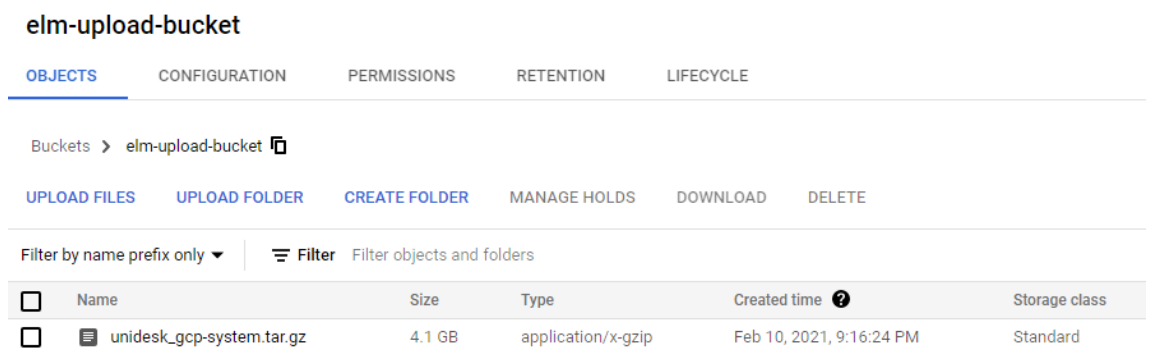 elm-upload-bucket
OBJECTS CONFIGURATION PERMISSIONS RETENTION LIFECYCLE
Buckets > elm-upload-bucket
UPLOAD FILES UPLOAD FOLDER CREATE FOLDER MANAGE HOLDS DOWNLOAD DELETE
Filter by name prefix only Filter Filter objects and folders
Name Size Type Created time ? Storage class
unidesk_gcp-system.tar.gz 4.1 GB application/x-gzip Feb 10, 2021, 9:16:24 PM Standard